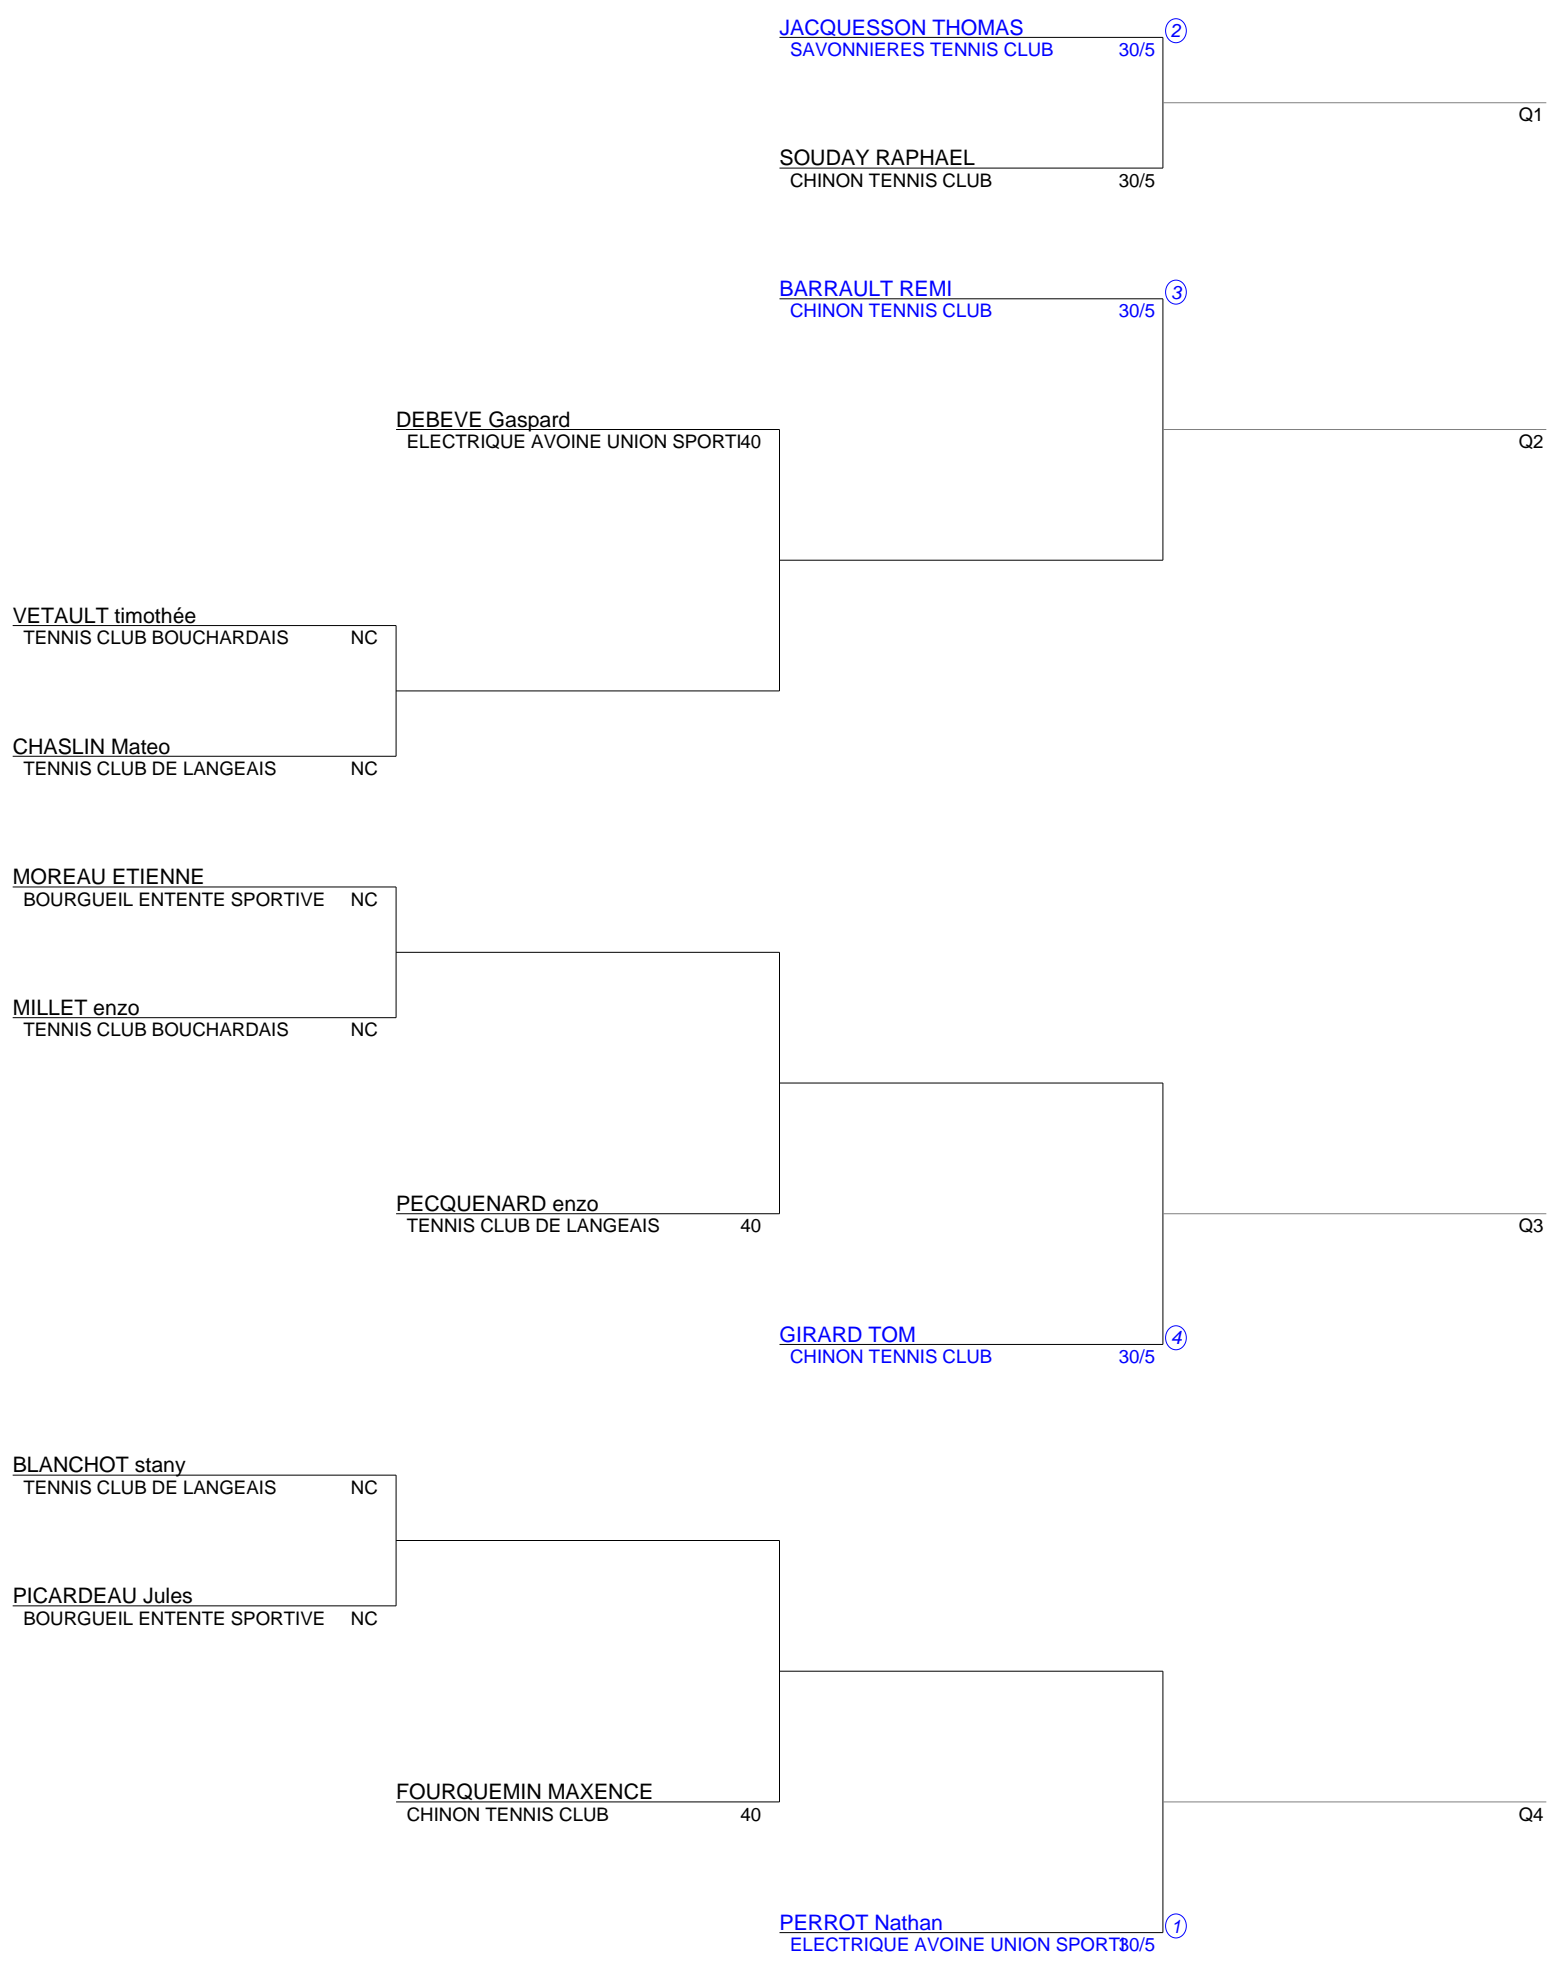 JACQUESSON THOMAS 2
SAVONNIERES TENNIS CLUB 30/5
Q1
SOUDAY RAPHAEL
CHINON TENNIS CLUB 30/5
BARRAULT REMI 3
CHINON TENNIS CLUB 30/5
DEBEVE Gaspard
ELECTRIQUE AVOINE UNION SPORTI 40
Q2
VETAULT timothée
TENNIS CLUB BOUCHARDAIS NC
CHASLIN Mateo
TENNIS CLUB DE LANGEAIS NC
MOREAU ETIENNE
BOURGUEIL ENTENTE SPORTIVE NC
MILLET enzo
TENNIS CLUB BOUCHARDAIS NC
PECQUENARD enzo
TENNIS CLUB DE LANGEAIS 40
Q3
GIRARD TOM 4
CHINON TENNIS CLUB 30/5
BLANCHOT stany
TENNIS CLUB DE LANGEAIS NC
PICARDEAU Jules
BOURGUEIL ENTENTE SPORTIVE NC
FOURQUEMIN MAXENCE
CHINON TENNIS CLUB 40
Q4
PERROT Nathan 1
ELECTRIQUE AVOINE UNION SPORTI 30/5